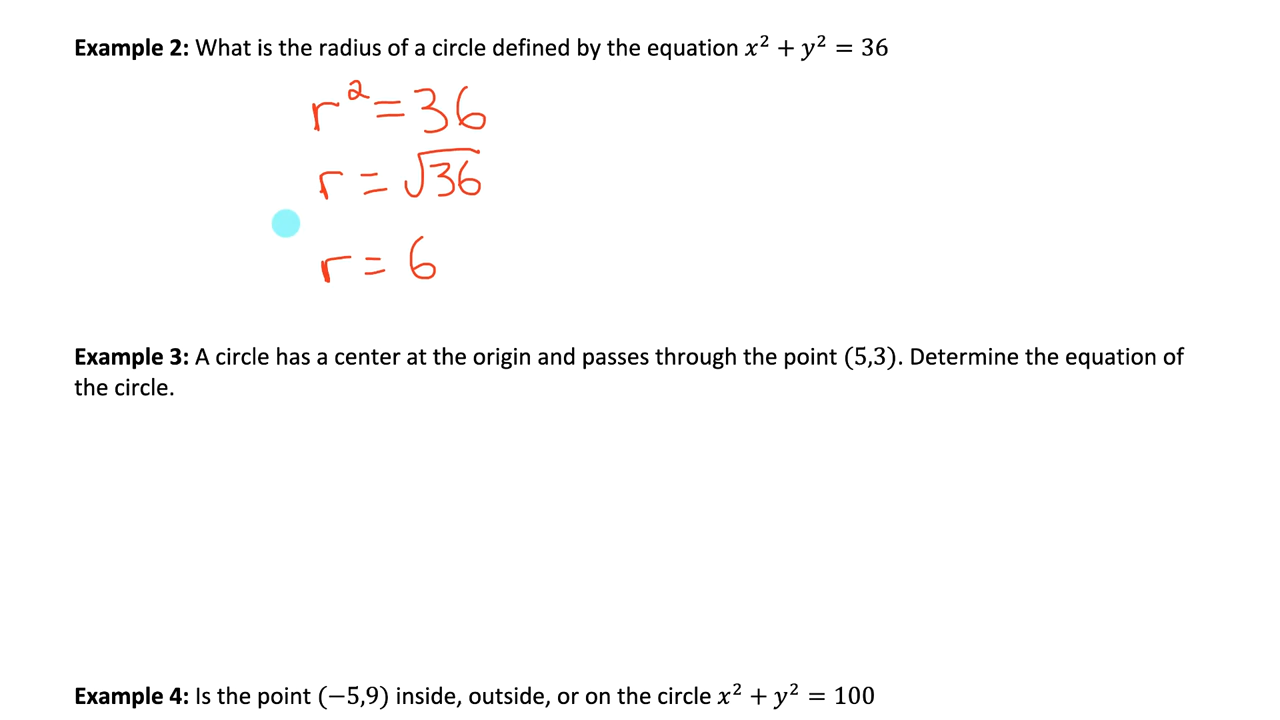 Example 2: What is the radius of a circle defined by the equation x² + y² = 36
r² = 36
r = √36
r = 6
Example 3: A circle has a center at the origin and passes through the point (5,3). Determine the equation of
the circle.
Example 4: Is the point (−5,9) inside, outside, or on the circle x² + y² = 100